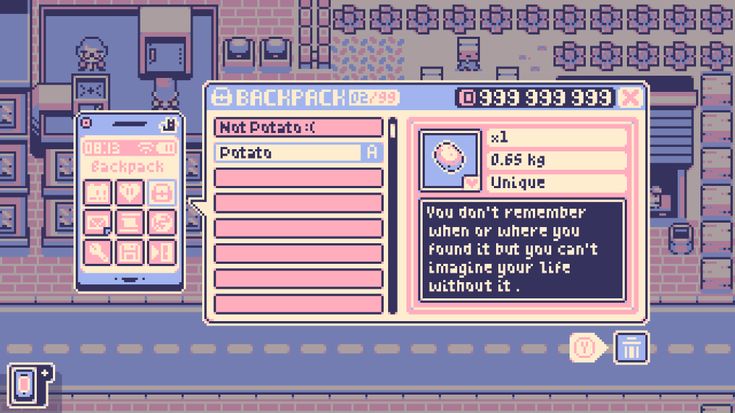 BACKPACK 02/99 999 999 999 X
Not Potato :(
Potato A
08:13
Backpack
x1
0.65 kg
Unique
You don't remember
when or where you
found it but you can't
imagine your life
without it.
Y